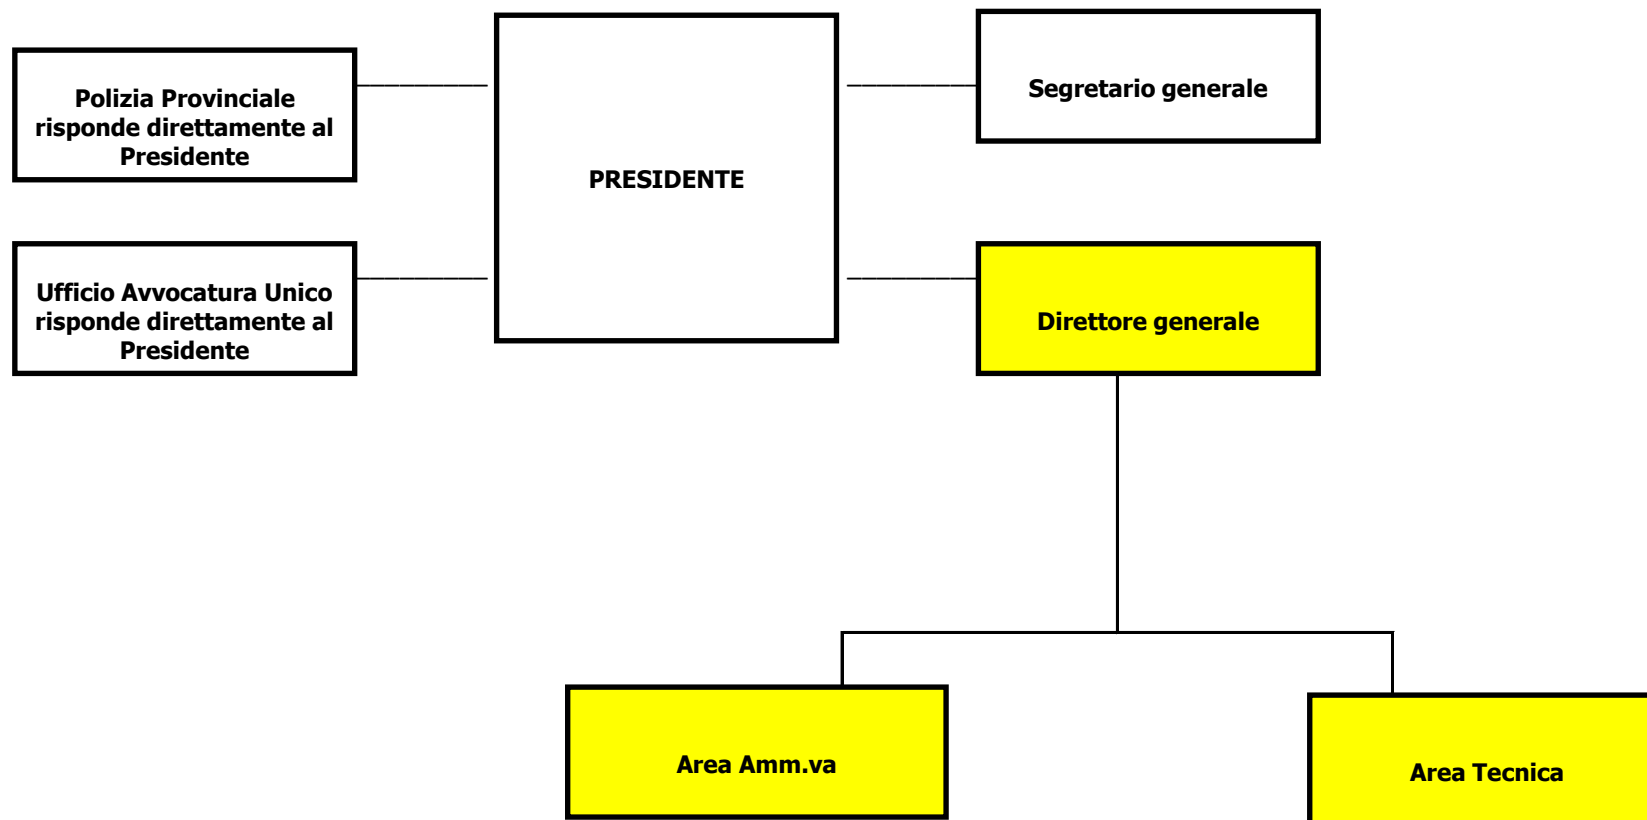 Polizia Provinciale
risponde direttamente al
Presidente
PRESIDENTE
Segretario generale
Ufficio Avvocatura Unico
risponde direttamente al
Presidente
Direttore generale
Area Amm.va
Area Tecnica